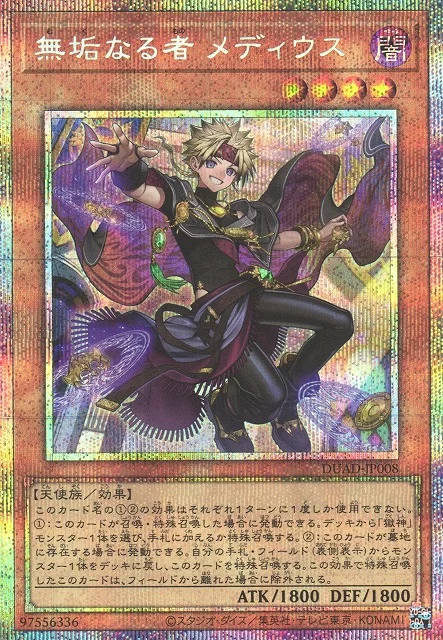 無垢なる者 メディウス
闇
DUAD-JP008
【天使族／効果】
このカード名の①②の効果はそれぞれ1ターンに1度しか使用できない。
①：このカードが召喚・特殊召喚した場合に発動できる。デッキから「獄神」
モンスター1体を選び、手札に加えるか特殊召喚する。②：このカードが墓地
に存在する場合に発動できる。自分の手札・フィールド（表側表示）からモン
スター1体をデッキに戻し、このカードを特殊召喚する。この効果で特殊召喚
したこのカードは、フィールドから離れた場合に除外される。
ATK/1800 DEF/1800
97556336 ©スタジオ・ダイス／集英社・テレビ東京・KONAMI